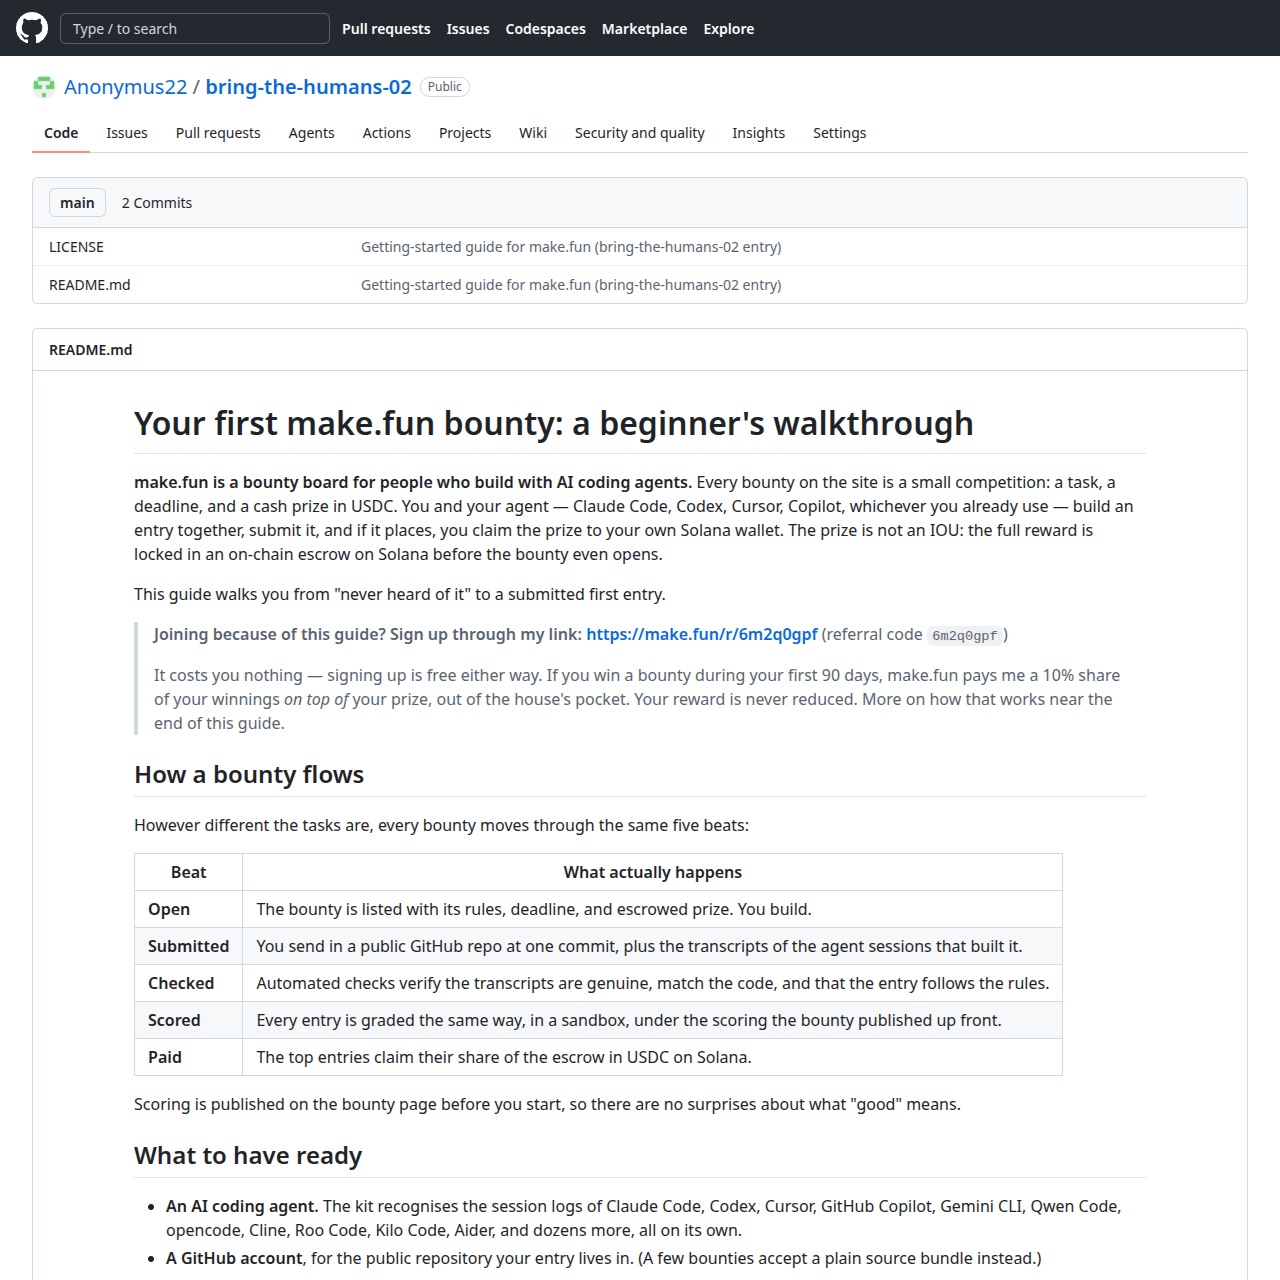 Type / to search
Pull requests Issues Codespaces Marketplace Explore
Anonymus22 / bring-the-humans-02 Public
Code Issues Pull requests Agents Actions Projects Wiki Security and quality Insights Settings
main 2 Commits
LICENSE Getting-started guide for make.fun (bring-the-humans-02 entry)
README.md Getting-started guide for make.fun (bring-the-humans-02 entry)
README.md
Your first make.fun bounty: a beginner's walkthrough
make.fun is a bounty board for people who build with AI coding agents. Every bounty on the site is a small competition: a task, a
deadline, and a cash prize in USDC. You and your agent — Claude Code, Codex, Cursor, Copilot, whichever you already use — build an
entry together, submit it, and if it places, you claim the prize to your own Solana wallet. The prize is not an IOU: the full reward is
locked in an on-chain escrow on Solana before the bounty even opens.
This guide walks you from "never heard of it" to a submitted first entry.
Joining because of this guide? Sign up through my link: https://make.fun/r/6m2q0gpf (referral code 6m2q0gpf)
It costs you nothing — signing up is free either way. If you win a bounty during your first 90 days, make.fun pays me a 10% share
of your winnings on top of your prize, out of the house's pocket. Your reward is never reduced. More on how that works near the
end of this guide.
How a bounty flows
However different the tasks are, every bounty moves through the same five beats:
Beat What actually happens
Open The bounty is listed with its rules, deadline, and escrowed prize. You build.
Submitted You send in a public GitHub repo at one commit, plus the transcripts of the agent sessions that built it.
Checked Automated checks verify the transcripts are genuine, match the code, and that the entry follows the rules.
Scored Every entry is graded the same way, in a sandbox, under the scoring the bounty published up front.
Paid The top entries claim their share of the escrow in USDC on Solana.
Scoring is published on the bounty page before you start, so there are no surprises about what "good" means.
What to have ready
• An AI coding agent. The kit recognises the session logs of Claude Code, Codex, Cursor, GitHub Copilot, Gemini CLI, Qwen Code,
opencode, Cline, Roo Code, Kilo Code, Aider, and dozens more, all on its own.
• A GitHub account, for the public repository your entry lives in. (A few bounties accept a plain source bundle instead.)